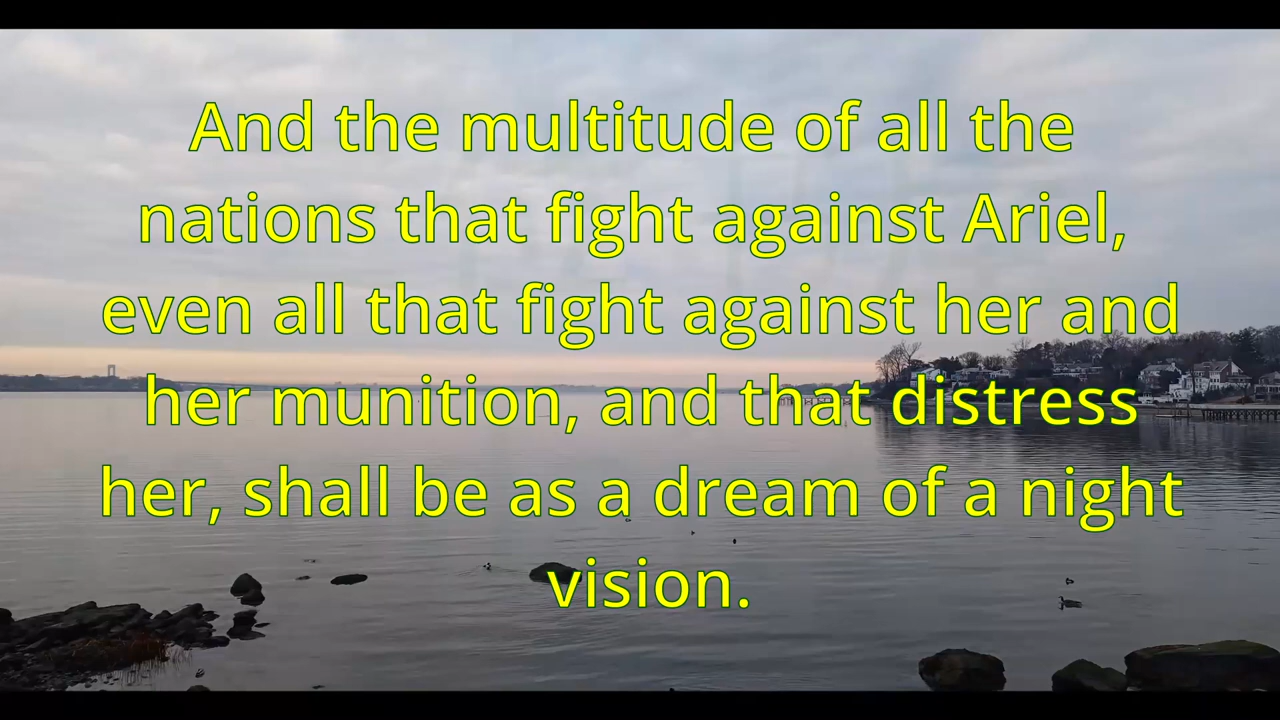 And the multitude of all the
nations that fight against Ariel,
even all that fight against her and
her munition, and that distress
her, shall be as a dream of a night
vision.